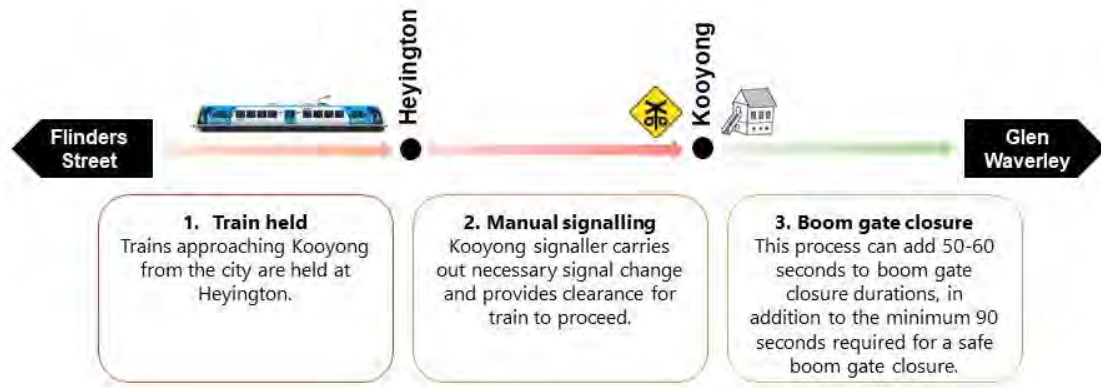 Heyington
Kooyong
Flinders
Street
Glen
Waverley
1. Train held
Trains approaching Kooyong
from the city are held at
Heyington.
2. Manual signalling
Kooyong signaller carries
out necessary signal change
and provides clearance for
train to proceed.
3. Boom gate closure
This process can add 50-60
seconds to boom gate
closure durations, in
addition to the minimum 90
seconds required for a safe
boom gate closure.